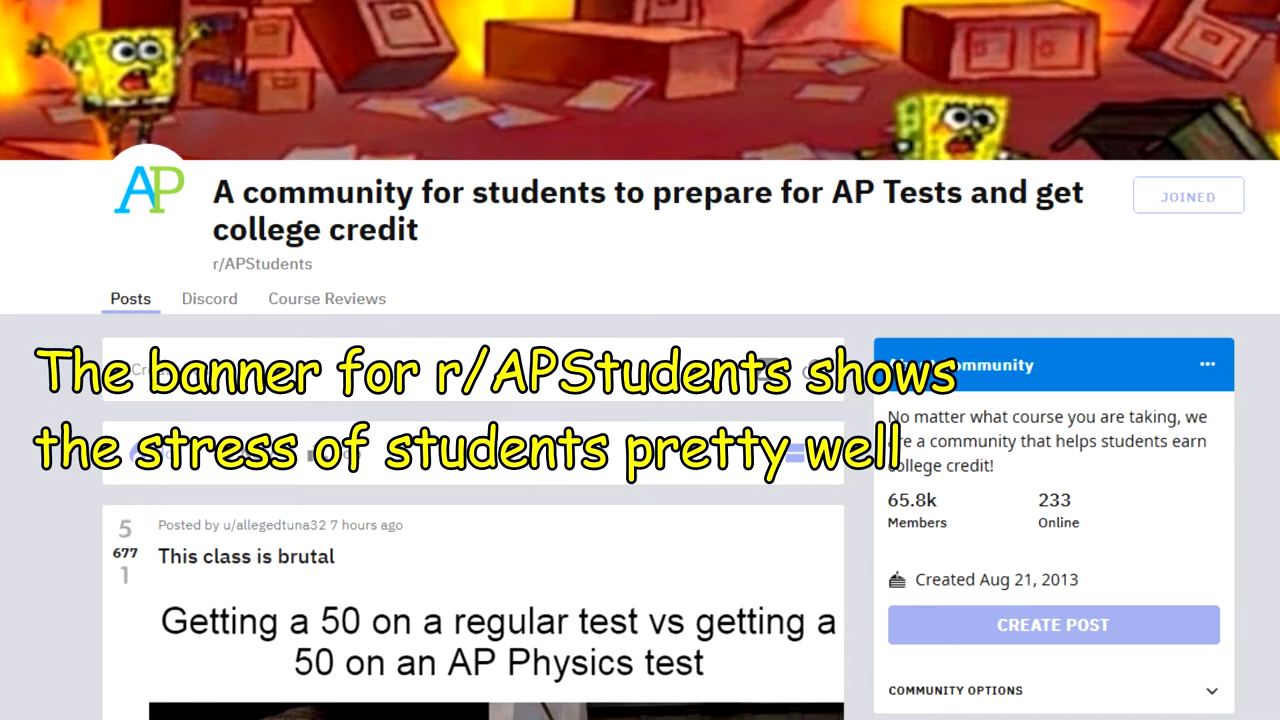 AP
A community for students to prepare for AP Tests and get
college credit
JOINED
r/APStudents
Posts
Discord
Course Reviews
The banner for r/APStudents shows
the stress of students pretty well
No matter what course you are taking, we
are a community that helps students earn
college credit!
65.8k
233
Members
Online
Created Aug 21, 2013
CREATE POST
COMMUNITY OPTIONS
5
677
1
Posted by u/allegedtuna32 7 hours ago
This class is brutal
Getting a 50 on a regular test vs getting a
50 on an AP Physics test